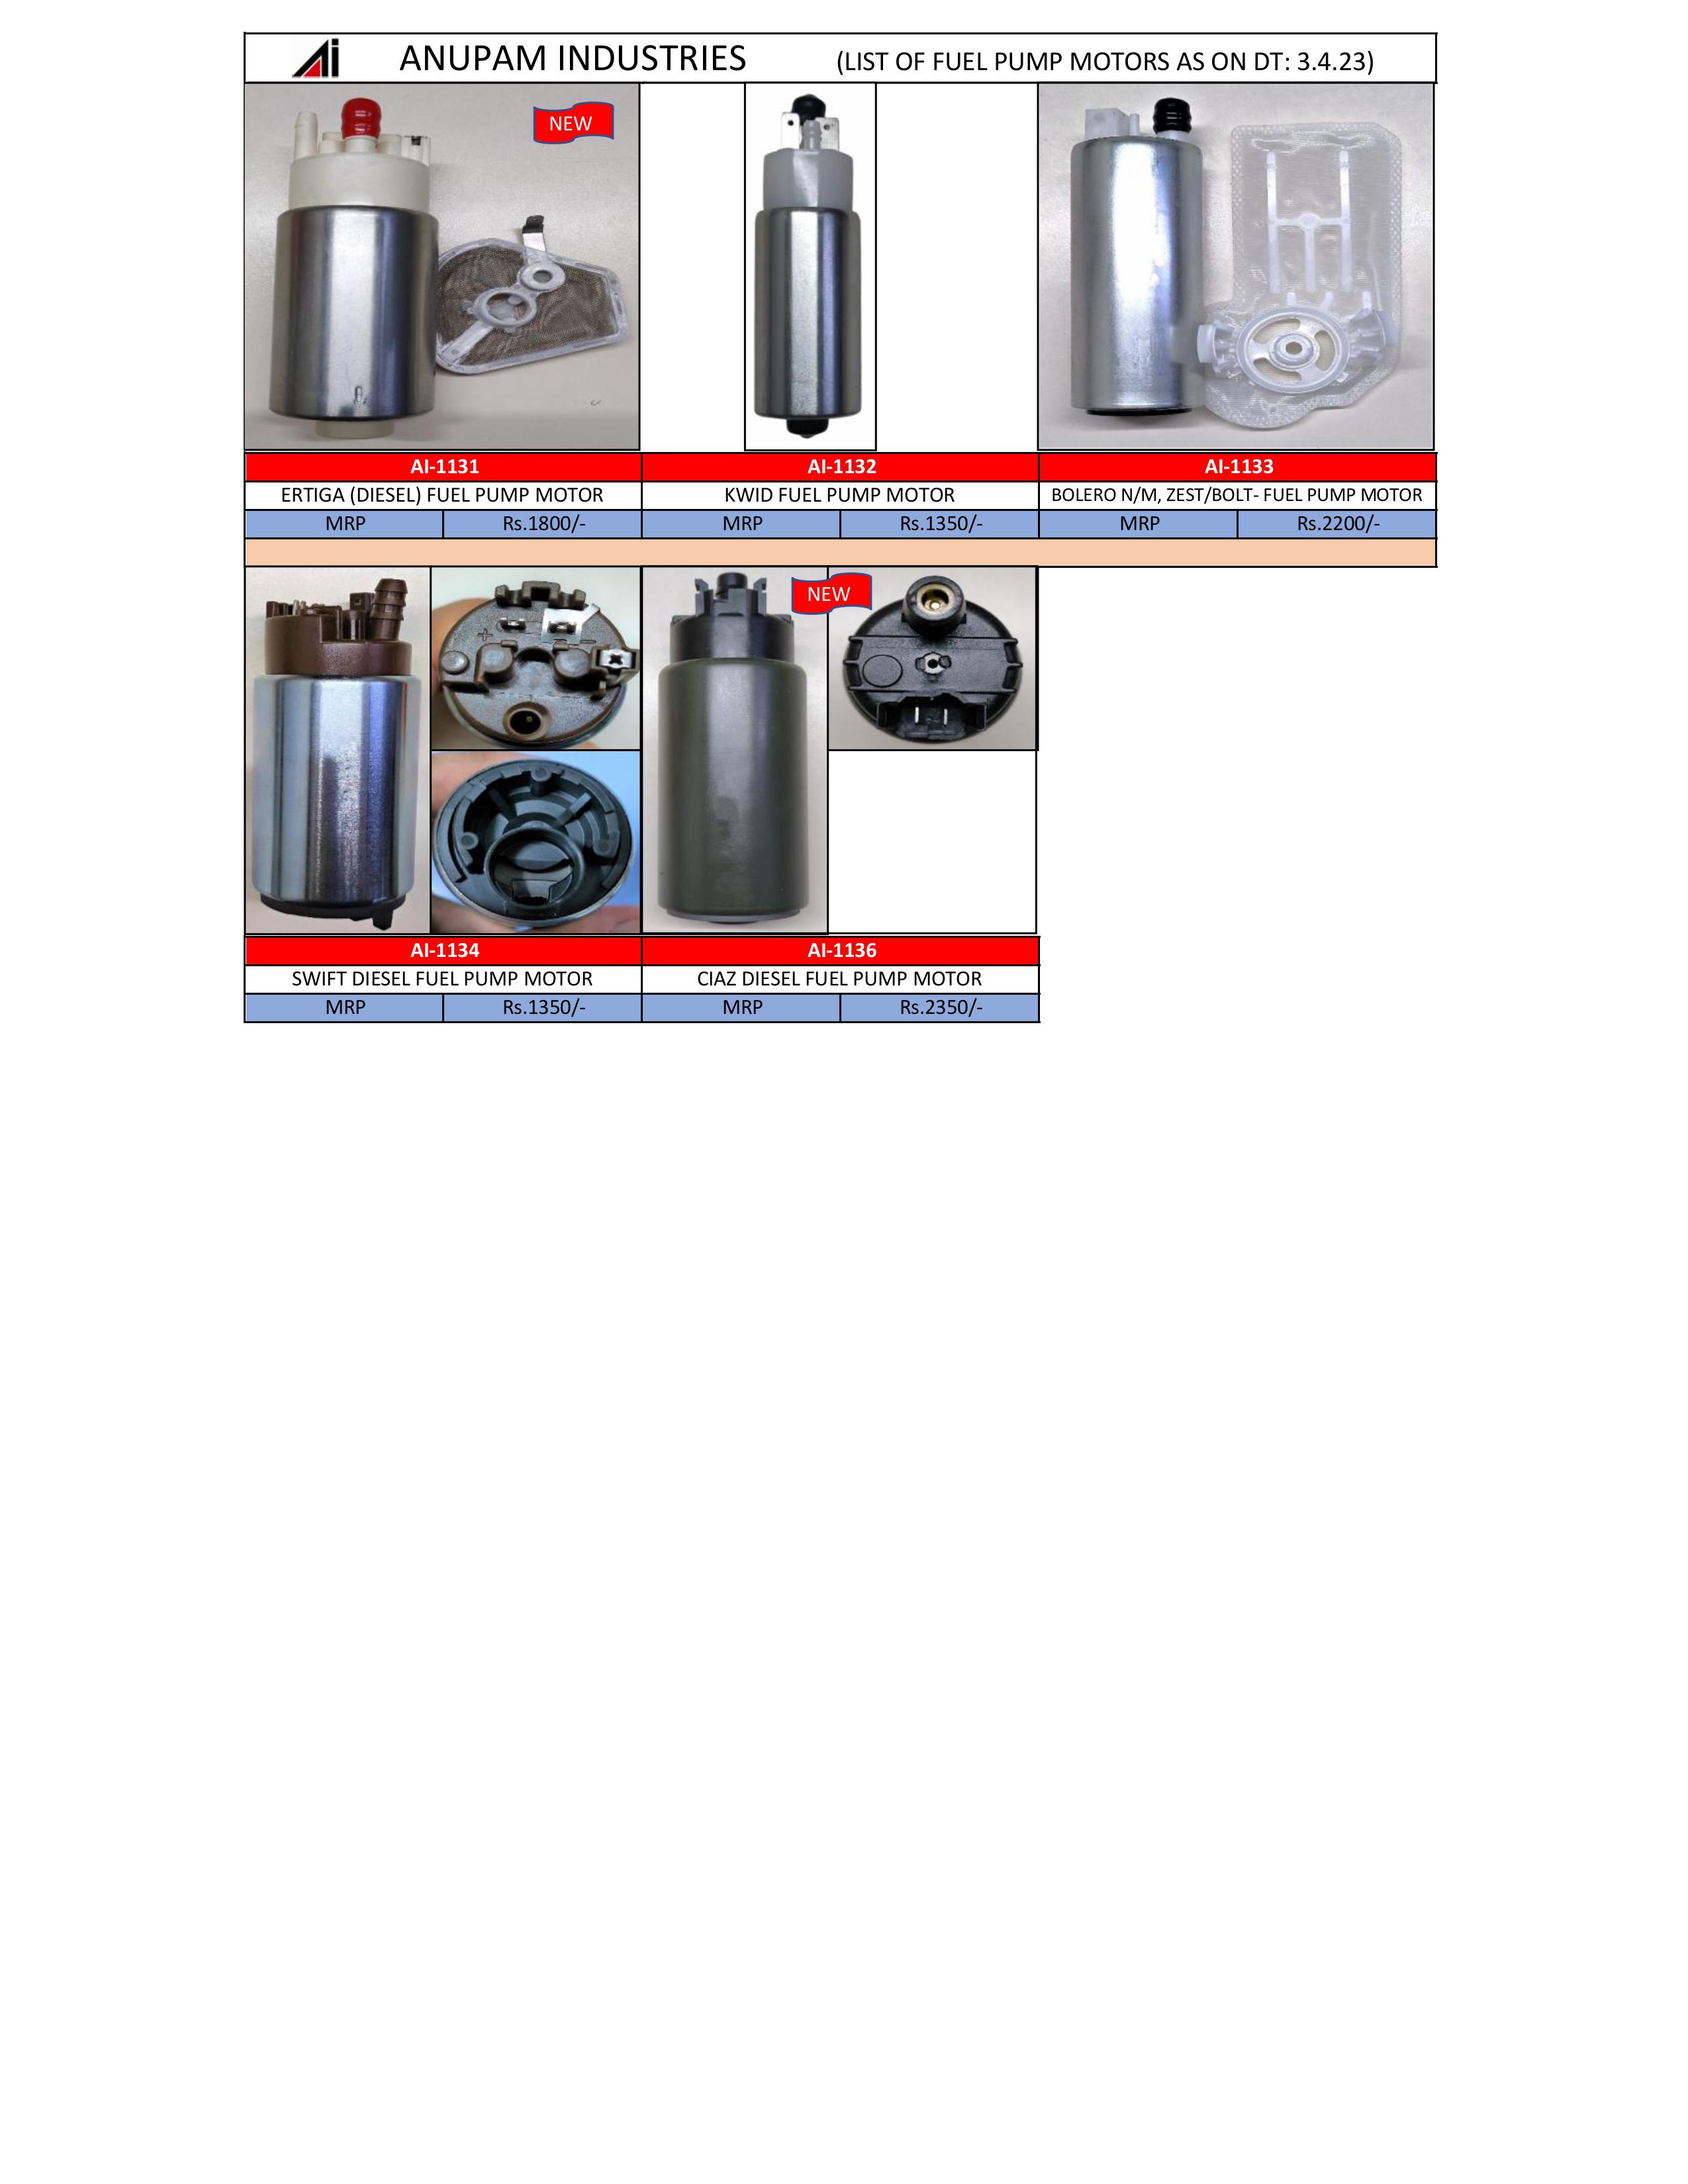 Ai ANUPAM INDUSTRIES (LIST OF FUEL PUMP MOTORS AS ON DT: 3.4.23)
NEW
AI-1131 AI-1132 AI-1133
ERTIGA (DIESEL) FUEL PUMP MOTOR KWID FUEL PUMP MOTOR BOLERO N/M, ZEST/BOLT- FUEL PUMP MOTOR
MRP Rs.1800/- MRP Rs.1350/- MRP Rs.2200/-
NEW
+ -
AI-1134 AI-1136
SWIFT DIESEL FUEL PUMP MOTOR CIAZ DIESEL FUEL PUMP MOTOR
MRP Rs.1350/- MRP Rs.2350/-